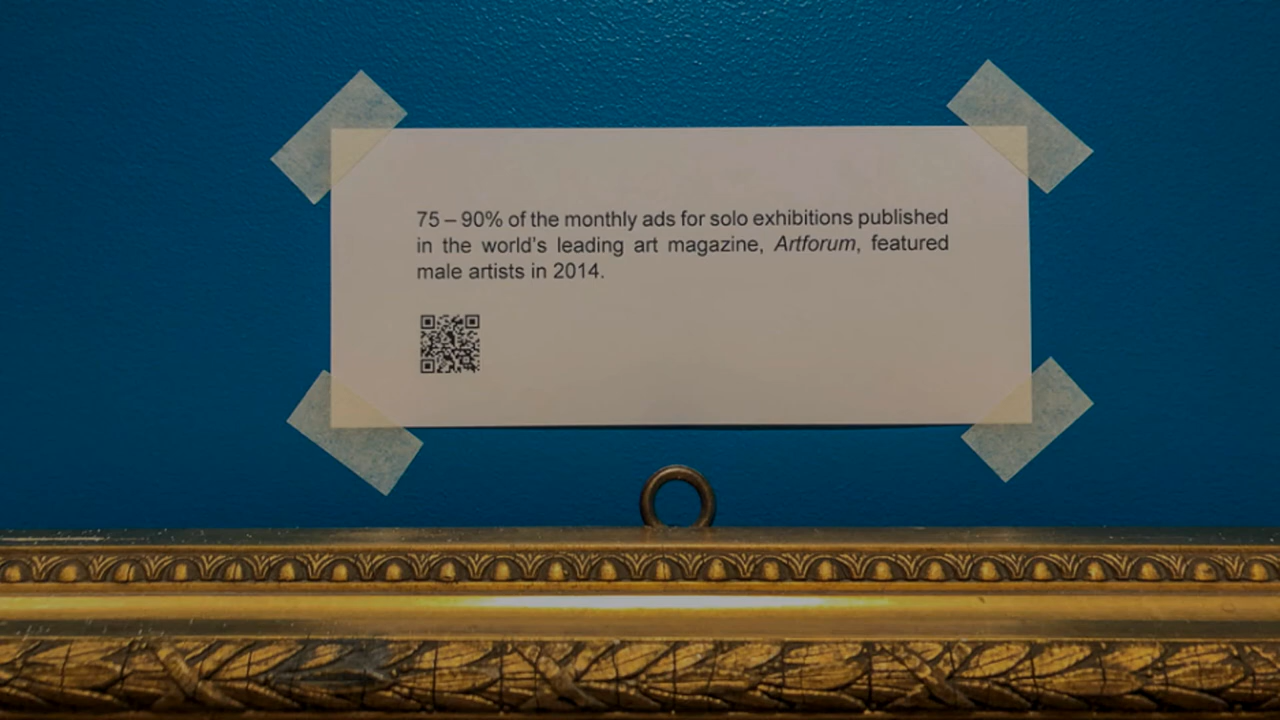 75 – 90% of the monthly ads for solo exhibitions published
in the world's leading art magazine, Artforum, featured
male artists in 2014.